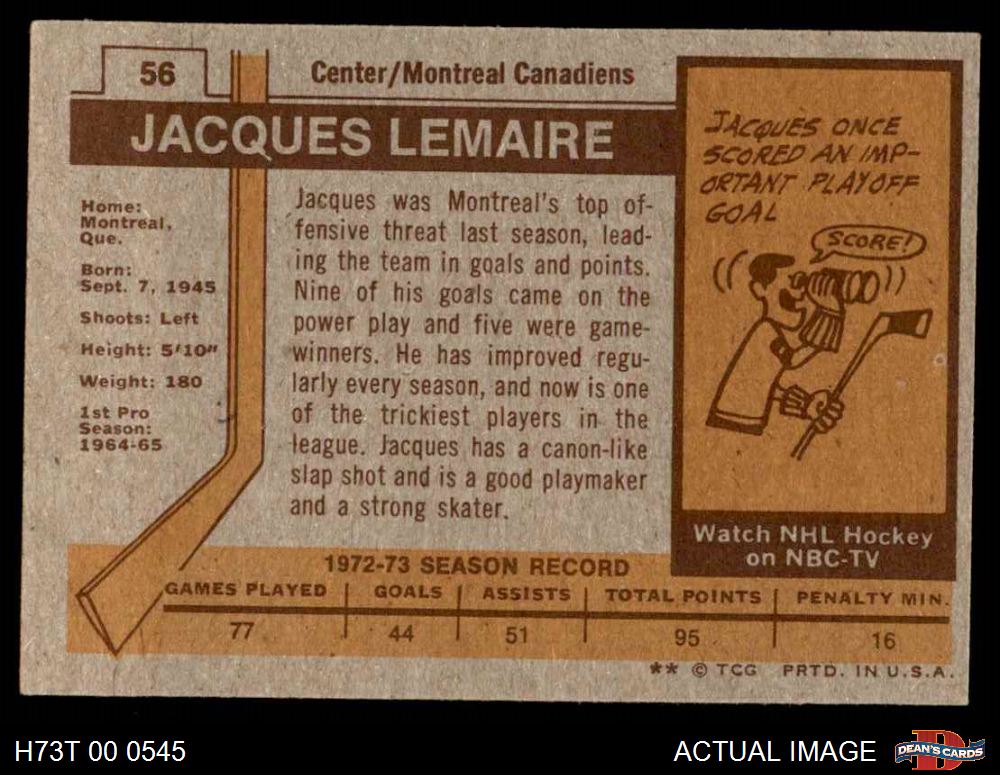 56
Center/Montreal Canadiens
JACQUES LEMAIRE
Home:
Montreal,
Que.
Born:
Sept. 7, 1945
Shoots: Left
Height: 5'10"
Weight: 180
1st Pro
Season:
1964-65
Jacques was Montreal's top of-
fensive threat last season, lead-
ing the team in goals and points.
Nine of his goals came on the
power play and five were game-
winners. He has improved regu-
larly every season, and now is one
of the trickiest players in the
league. Jacques has a canon-like
slap shot and is a good playmaker
and a strong skater.
JACQUES ONCE
SCORED AN IMP-
ORTANT PLAYOFF
GOAL
SCORE!
Watch NHL Hockey
on NBC-TV
1972-73 SEASON RECORD
GAMES PLAYED GOALS ASSISTS TOTAL POINTS PENALTY MIN.
77 44 51 95 16
** © TCG PRTD. IN U.S.A.
H73T 00 0545
ACTUAL IMAGE
D
DEAN'S CARDS